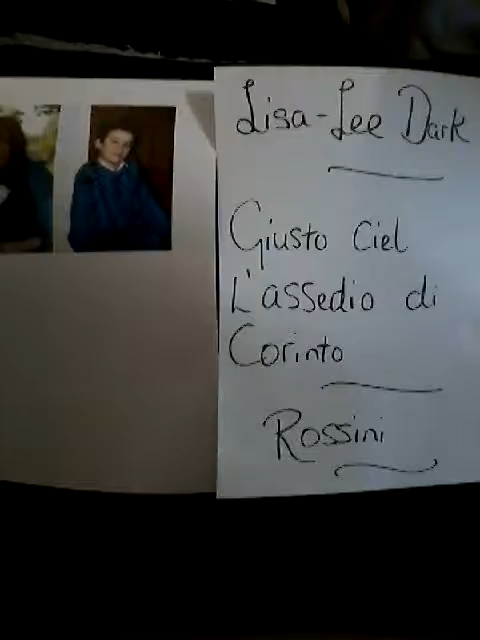 Lisa-Lee Dark
Giusto Ciel
L'assedio di
Corinto
Rossini